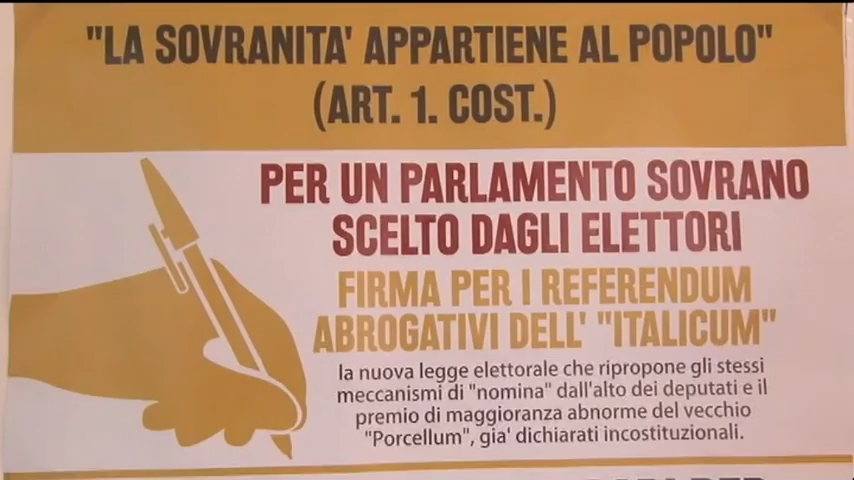 "LA SOVRANITA' APPARTIENE AL POPOLO"
(ART. 1. COST.)
PER UN PARLAMENTO SOVRANO
SCELTO DAGLI ELETTORI
FIRMA PER I REFERENDUM
ABROGATIVI DELL' "ITALICUM"
la nuova legge elettorale che ripropone gli stessi
meccanismi di "nomina" dall'alto dei deputati e il
premio di maggioranza abnorme del vecchio
"Porcellum", gia' dichiarati incostituzionali.